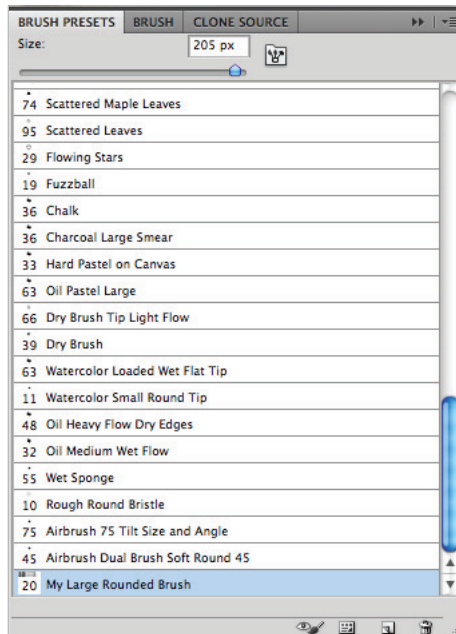 BRUSH PRESETS BRUSH CLONE SOURCE
Size: 205 px
74 Scattered Maple Leaves
95 Scattered Leaves
29 Flowing Stars
19 Fuzzball
36 Chalk
36 Charcoal Large Smear
33 Hard Pastel on Canvas
63 Oil Pastel Large
66 Dry Brush Tip Light Flow
39 Dry Brush
63 Watercolor Loaded Wet Flat Tip
11 Watercolor Small Round Tip
48 Oil Heavy Flow Dry Edges
32 Oil Medium Wet Flow
55 Wet Sponge
10 Rough Round Bristle
75 Airbrush 75 Tilt Size and Angle
45 Airbrush Dual Brush Soft Round 45
20 My Large Rounded Brush